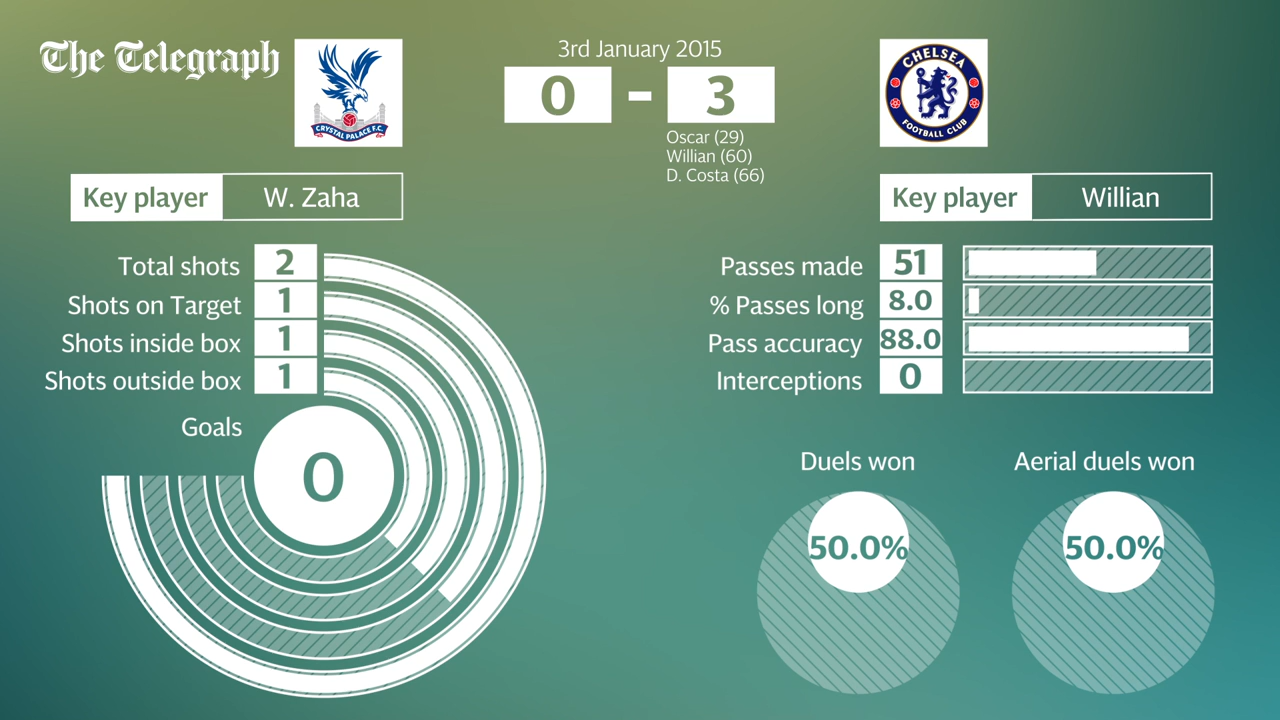 The Telegraph
CRYSTAL PALACE F.C.
3rd January 2015
0 - 3
Oscar (29)
Willian (60)
D. Costa (66)
CHELSEA
FOOTBALL CLUB
Key player W. Zaha
Total shots 2
Shots on Target 1
Shots inside box 1
Shots outside box 1
Goals
0
Key player Willian
Passes made 51
% Passes long 8.0
Pass accuracy 88.0
Interceptions 0
Duels won
50.0%
Aerial duels won
50.0%